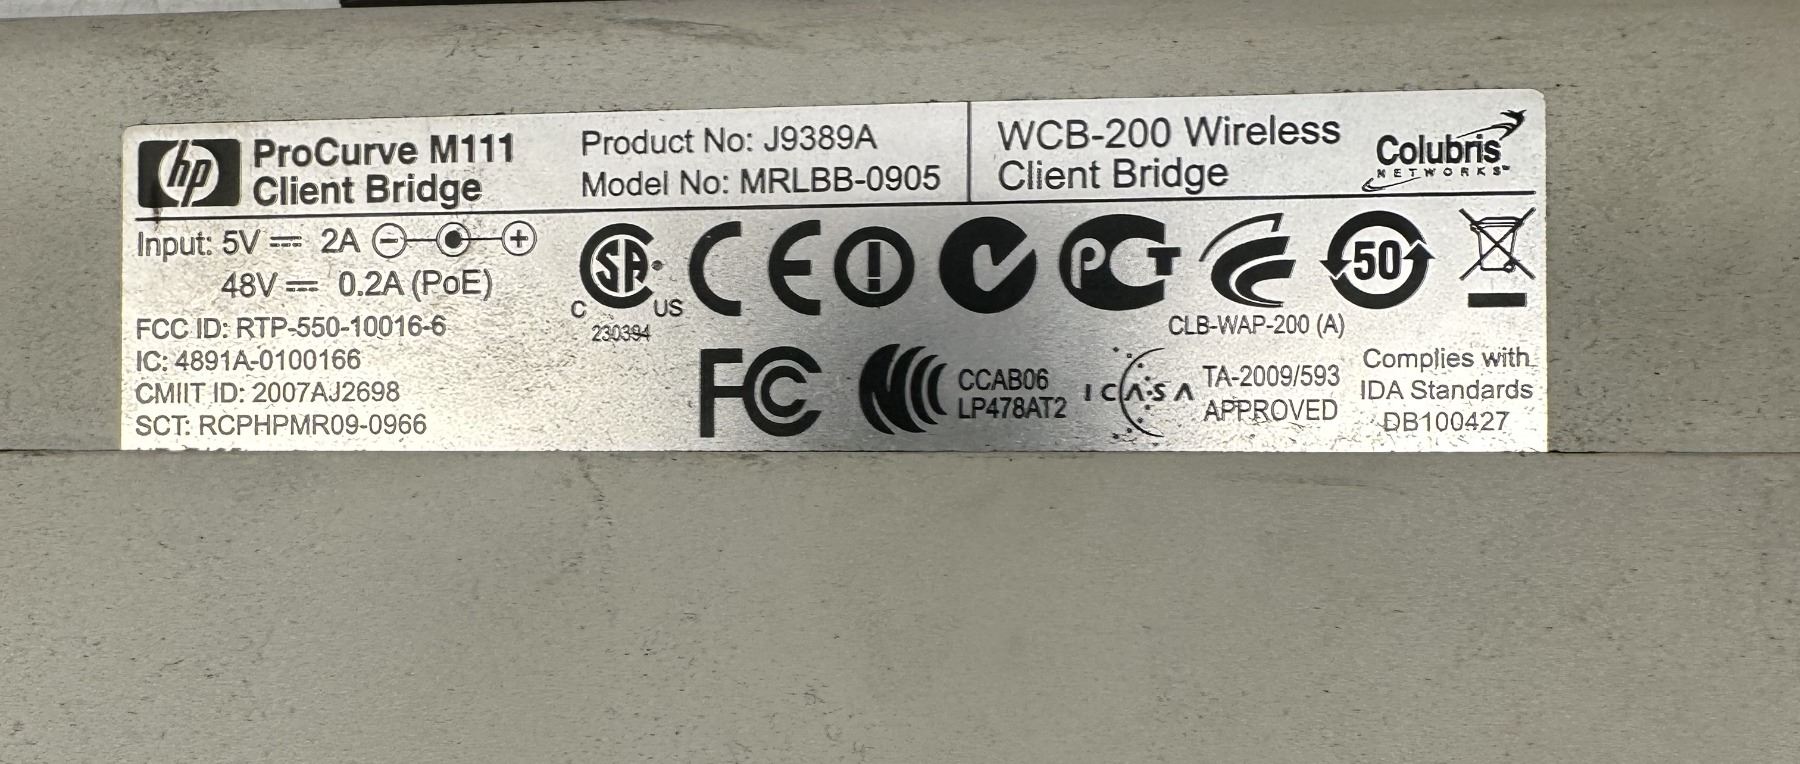 hp
ProCurve M111
Client Bridge
Product No: J9389A
Model No: MRLBB-0905
WCB-200 Wireless
Client Bridge
Colubris
NETWORKS™
Input: 5V ⎓ 2A
48V ⎓ 0.2A (PoE)
FCC ID: RTP-550-10016-6
IC: 4891A-0100166
CMIIT ID: 2007AJ2698
SCT: RCPHPMR09-0966
SA
C US
230394
CE
PCT
50
CLB-WAP-200 (A)
FC
CCAB06
LP478AT2
ICASA
TA-2009/593
APPROVED
Complies with
IDA Standards
DB100427